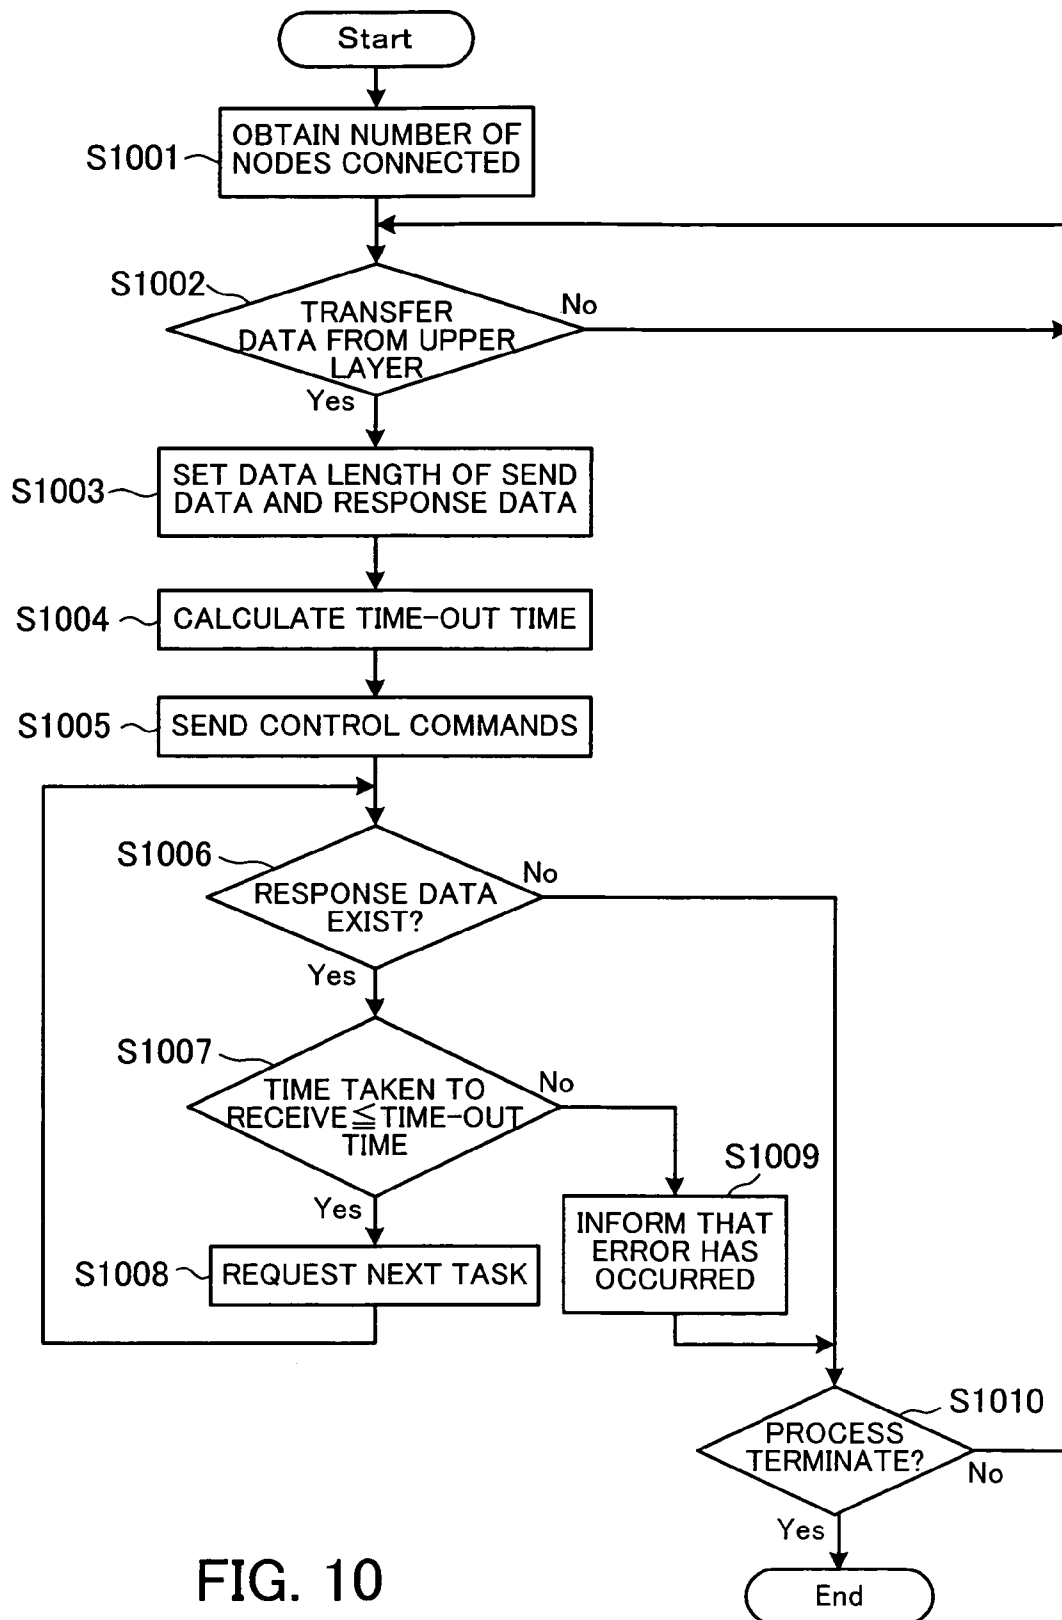 Start
S1001
OBTAIN NUMBER OF
NODES CONNECTED
S1002
TRANSFER
DATA FROM UPPER
LAYER
No
Yes
S1003
SET DATA LENGTH OF SEND
DATA AND RESPONSE DATA
S1004
CALCULATE TIME-OUT TIME
S1005
SEND CONTROL COMMANDS
S1006
RESPONSE DATA
EXIST?
No
Yes
S1007
TIME TAKEN TO
RECEIVE≦TIME-OUT
TIME
No
Yes
S1008
REQUEST NEXT TASK
S1009
INFORM THAT
ERROR HAS
OCCURRED
S1010
PROCESS
TERMINATE?
No
Yes
End
FIG. 10